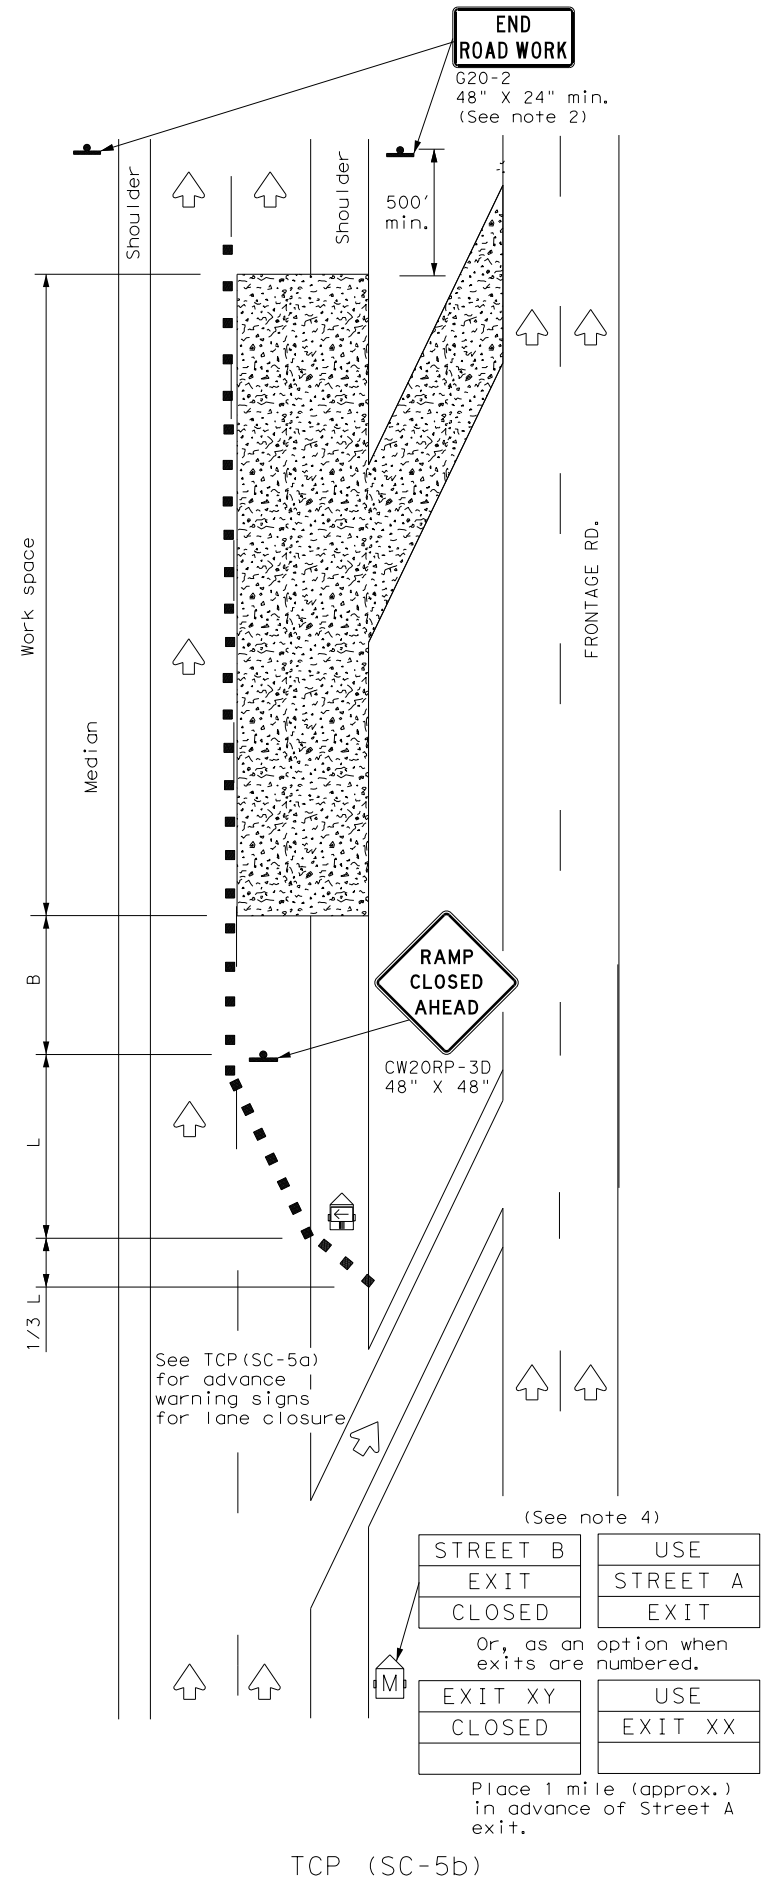 END
ROAD WORK
G20-2
48" X 24" min.
(See note 2)
Shoulder
Shoulder
500'
min.
Work space
FRONTAGE RD.
Median
RAMP
CLOSED
AHEAD
B
CW20RP-3D
48" X 48"
L
1/3 L
See TCP(SC-5a)
for advance
warning signs
for lane closure
(See note 4)
STREET B
EXIT
CLOSED
USE
STREET A
EXIT
Or, as an option when
exits are numbered.
M
EXIT XY
CLOSED
USE
EXIT XX
Place 1 mile (approx.)
in advance of Street A
exit.
TCP (SC-5b)